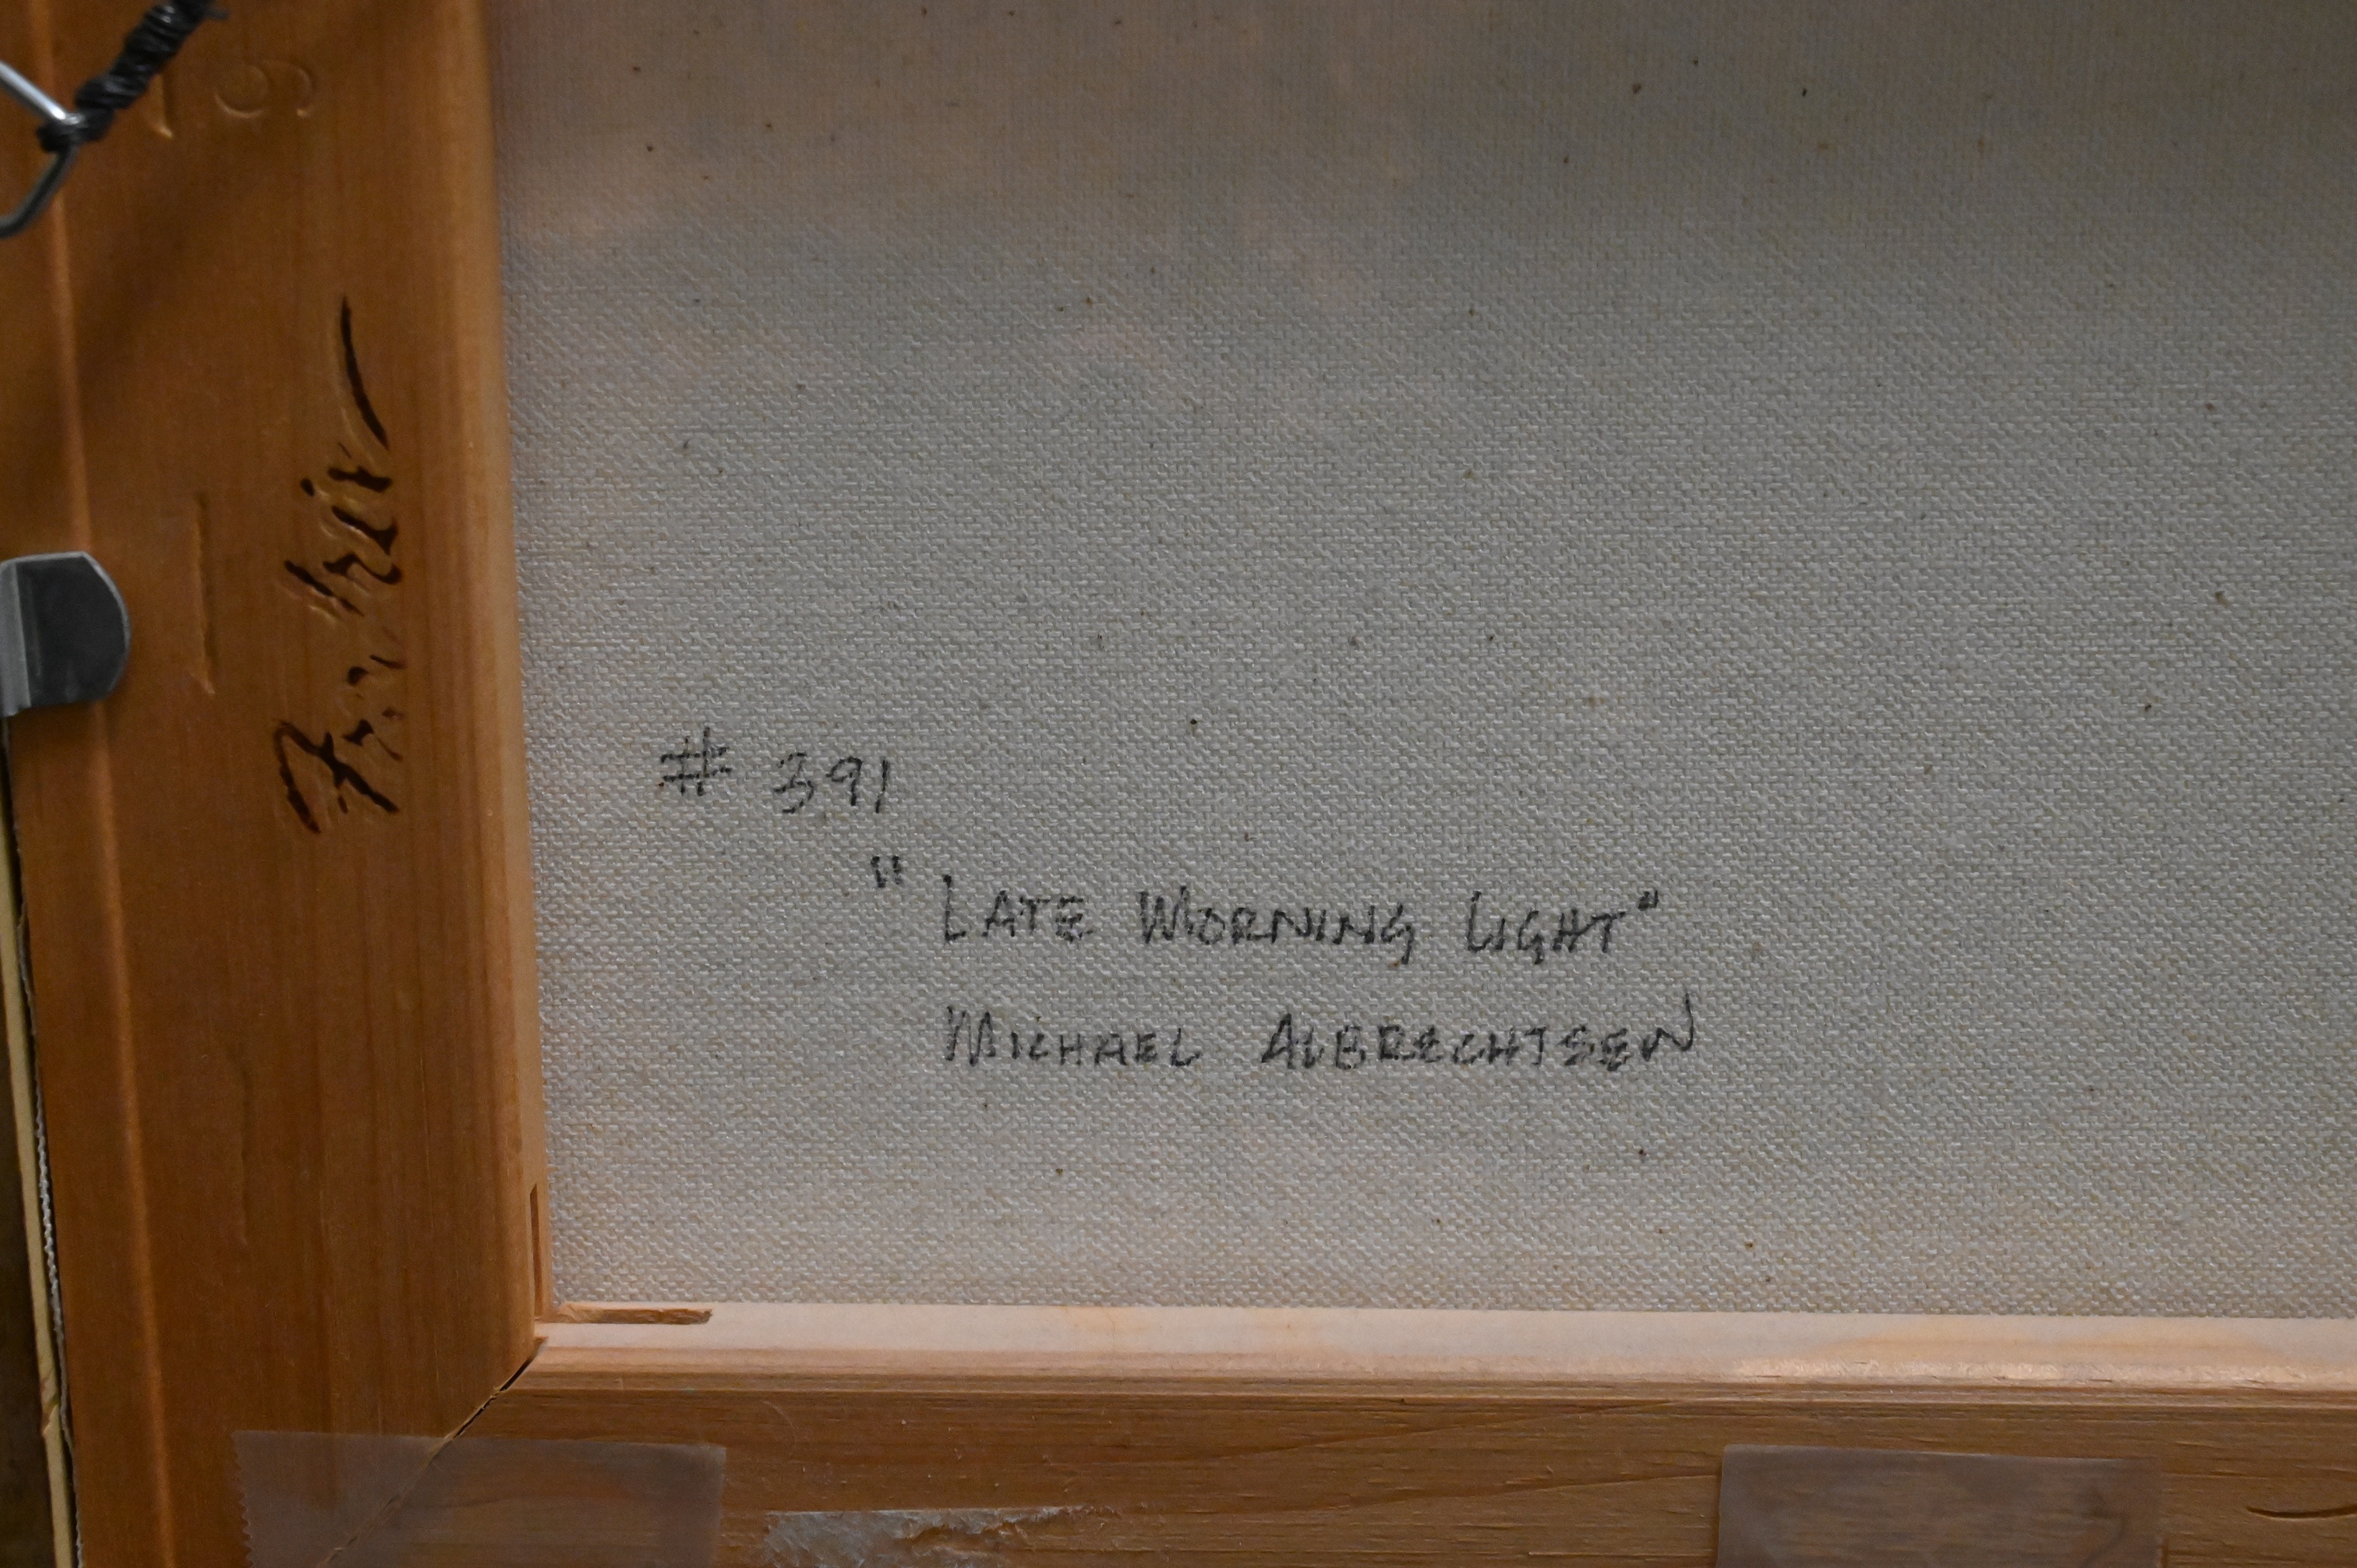 # 391
"LATE MORNING LIGHT"
MICHAEL ALBRECHTSEN